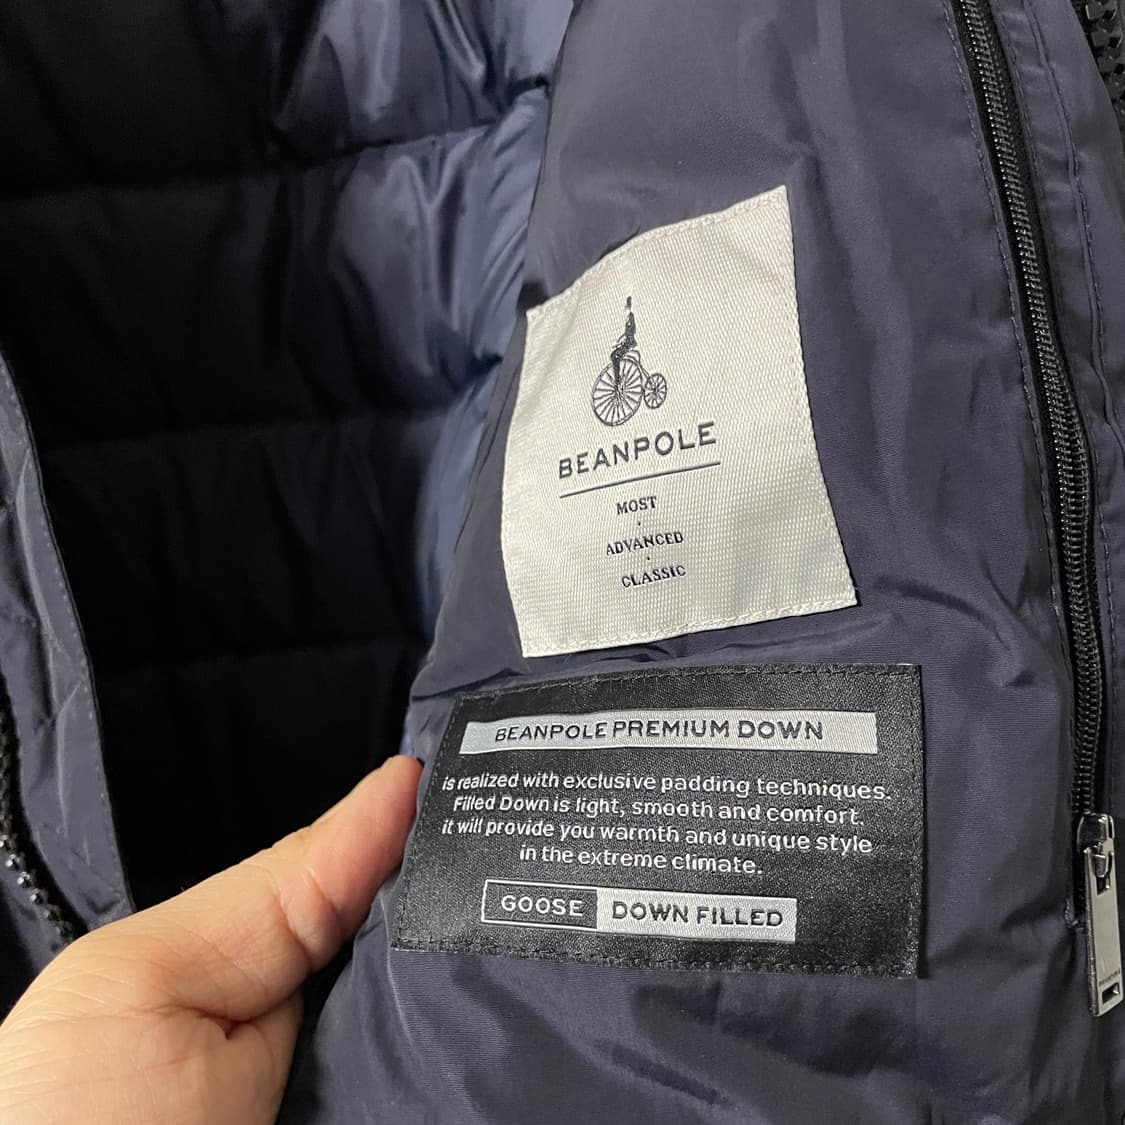 BEANPOLE
MOST
·
ADVANCED
·
CLASSIC
BEANPOLE PREMIUM DOWN
is realized with exclusive padding techniques.
Filled Down is light, smooth and comfort.
it will provide you warmth and unique style
in the extreme climate.
GOOSE DOWN FILLED